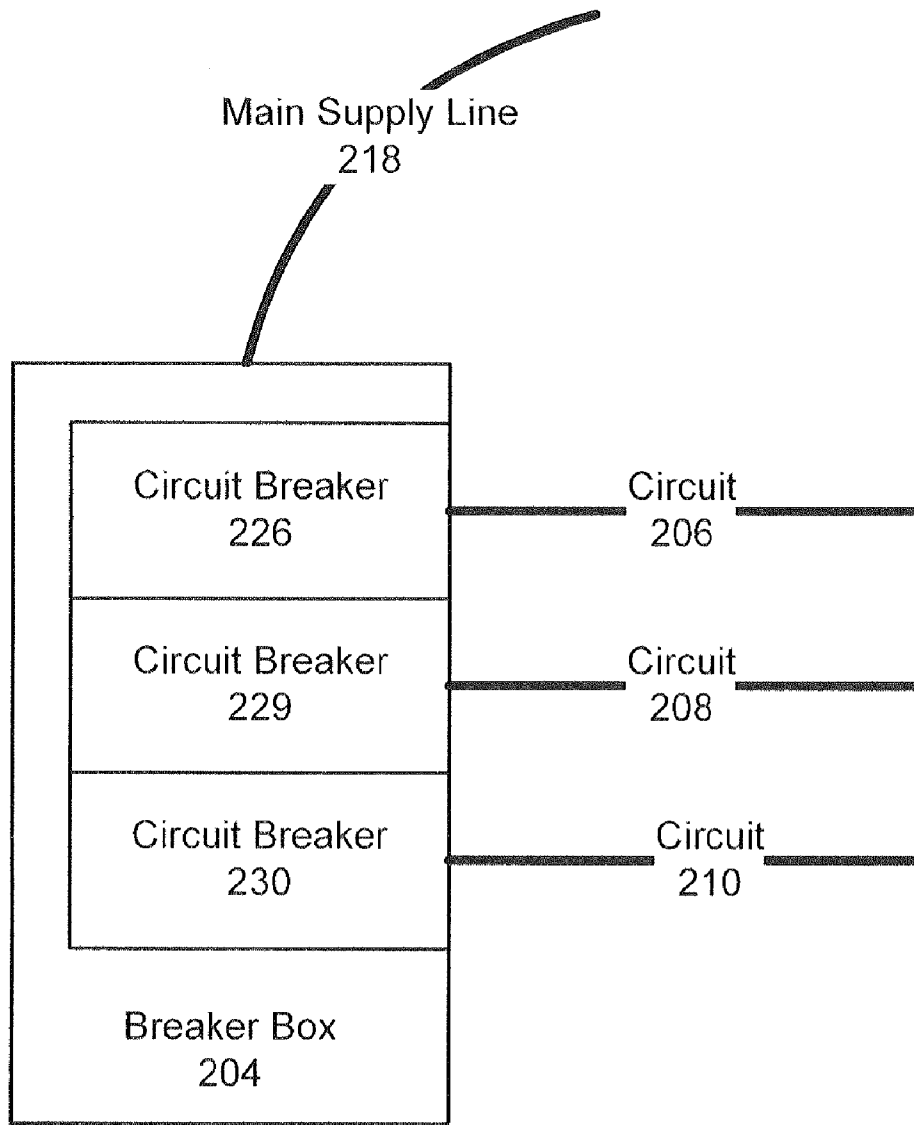 Main Supply Line
218
Circuit Breaker
226
Circuit
206
Circuit Breaker
229
Circuit
208
Circuit Breaker
230
Circuit
210
Breaker Box
204